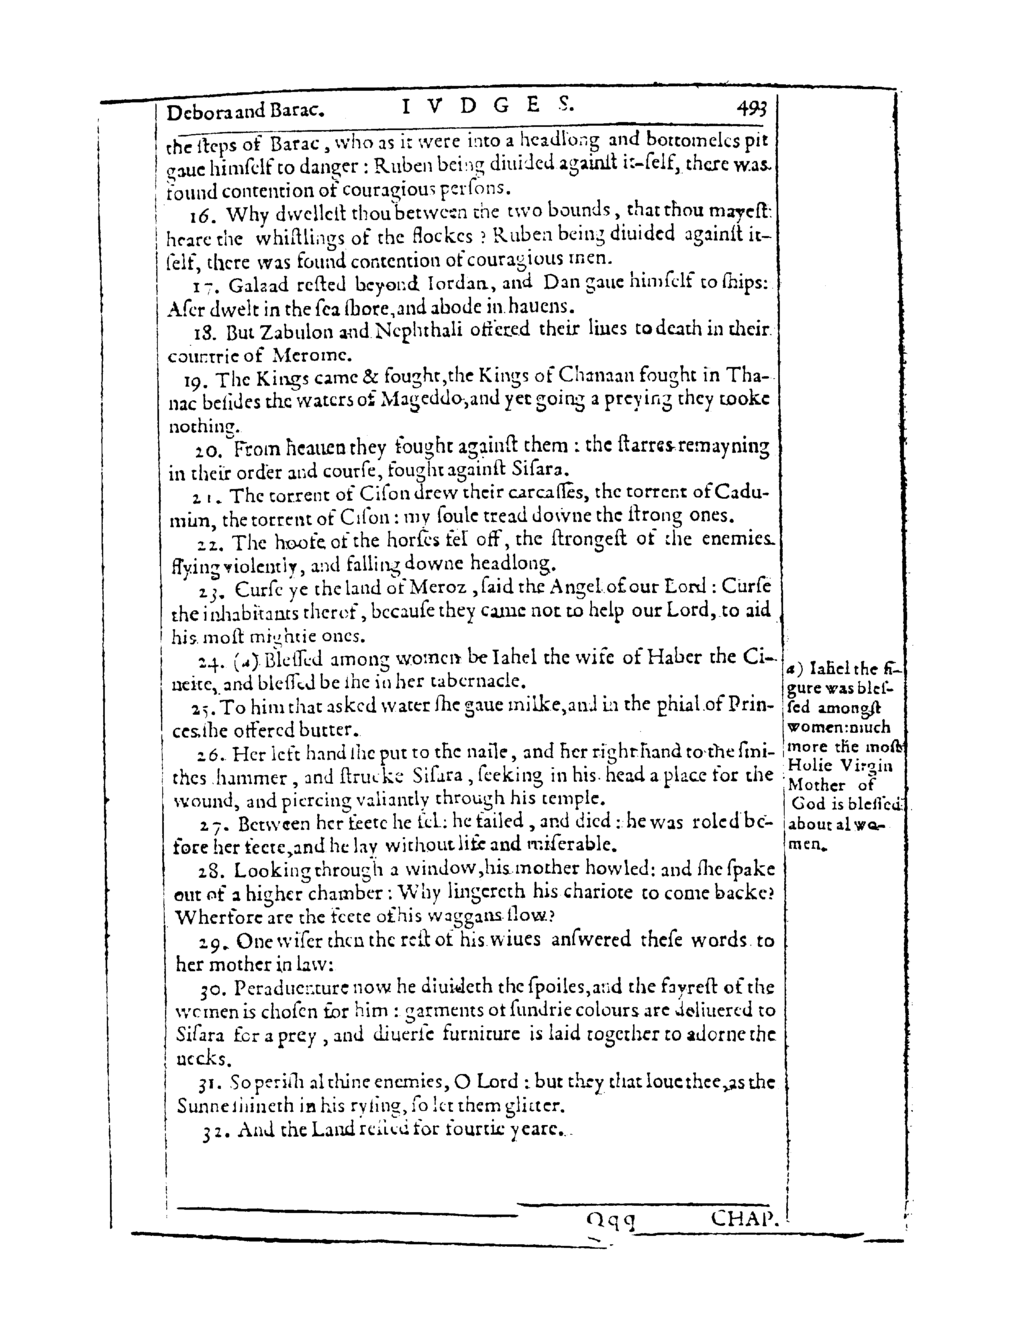 Debora and Barac. IVDGES. 493
the ſteps of Barac, who as it were into a headlong and bottomeles pit
gaue himſelf to danger: Ruben being diuided againſt it-ſelf, there was
found contention of couragious perſons.
16. Why dwelleſt thou betwcen the two bounds, that thou mayeſt
heare the whiſtlings of the flockes? Ruben being diuided againſt it-
ſelf, there was found contention of couragious men.
17. Galaad reſted beyond Iordan, and Dan gaue himſelf to ſhips:
Aſer dwelt in the ſea ſhore, and abode in hauens.
18. But Zabulon and Nephthali offered their liues to death in their
countrie of Merome.
19. The Kings came & fought, the Kings of Chanaan fought in Tha-
nac beſides the waters of Mageddo, and yet going a preying they tooke
nothing.
20. From heauen they fought againſt them: the ſtarres remayning
in their order and courſe, fought againſt Siſara.
21. The torrent of Ciſon drew their carcaſſes, the torrent of Cadu-
mim, the torrent of Ciſon: my ſoule tread downe the ſtrong ones.
22. The hoofe of the horſes fel off, the ſtrongeſt of the enemies
flying violently, and falling downe headlong.
23. Curſe ye the land of Meroz, ſaid the Angel of our Lord: Curſe
the inhabitants therof, becauſe they came not to help our Lord, to aid
his moſt mightie ones.
24. (a) Bleſſed among women be Iahel the wife of Haber the Ci-
neite, and bleſſed be ſhe in her tabernacle.
25. To him that asked water ſhe gaue milke, and in the phial of Prin-
ces ſhe offered butter.
26. Her left hand ſhe put to the naile, and her right hand to the ſmi-
thes hammer, and ſtrucke Siſara, ſeeking in his head a place for the
wound, and piercing valiantly through his temple.
27. Between her feete he fel: he failed, and died: he was roled be-
fore her feete, and he lay without life and miſerable.
28. Looking through a window, his mother howled: and ſhe ſpake
out of a higher chamber: Why lingereth his chariote to come backe?
Wherfore are the feete of his waggans ſlow?
29. One wiſer then the reſt of his wiues anſwered theſe words to
her mother in law:
30. Peraduenture now he diuideth the ſpoiles, and the fayreſt of the
women is choſen for him: garments of ſundrie colours are deliuered to
Siſara for a prey, and diuerſe furniture is laid together to adorne the
necks.
31. So periſh al thine enemies, O Lord: but they that loue thee, as the
Sunne ſhineth in his ryſing, ſo let them glitter.
32. And the Land reſted for fourtie yeare.
a) Iahel the fi-
gure was bleſ-
ſed amongſt
women: much
more the moſt
Holie Virgin
Mother of
God is bleſſed
aboue al wo-
men.
Qqq CHAP.